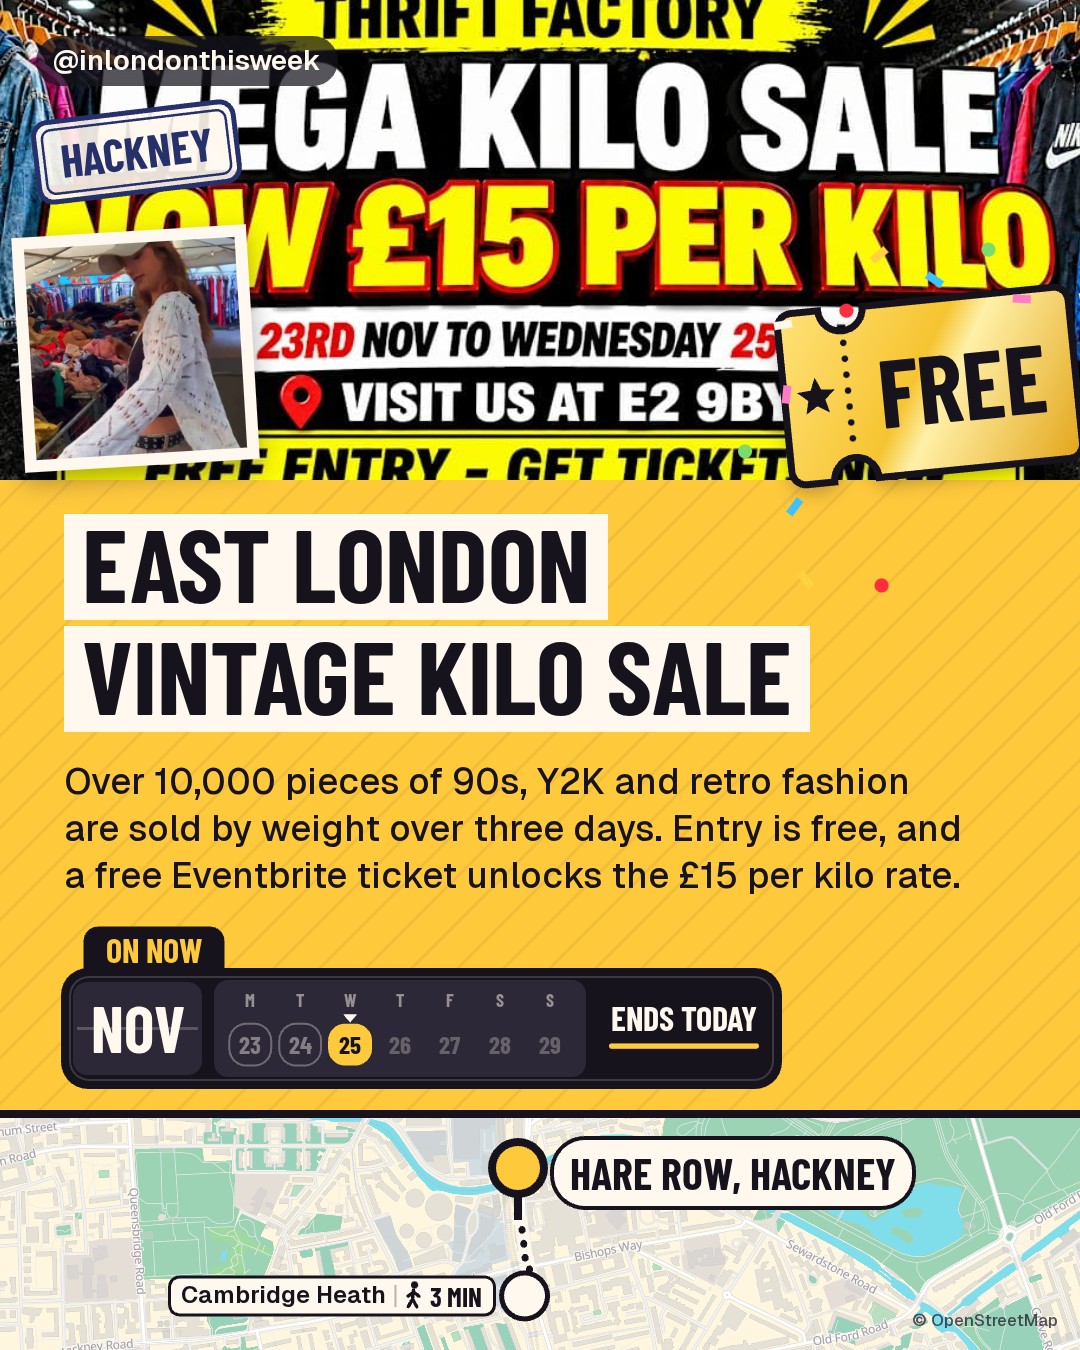 THRIFT FACTORY
@inlondonthisweek
MEGA KILO SALE
HACKNEY
NOW £15 PER KILO
NIKE
23RD NOV TO WEDNESDAY 25
VISIT US AT E2 9BY
FREE
FREE ENTRY – GET TICKET
EAST LONDON
VINTAGE KILO SALE
Over 10,000 pieces of 90s, Y2K and retro fashion
are sold by weight over three days. Entry is free, and
a free Eventbrite ticket unlocks the £15 per kilo rate.
ON NOW
NOV
M T W T F S S
23 24 25 26 27 28 29
ENDS TODAY
HARE ROW, HACKNEY
Queensbridge Road
Bishops Way
Sewardstone Road
Old Ford
Cambridge Heath | 3 MIN
Old Ford Road
© OpenStreetMap